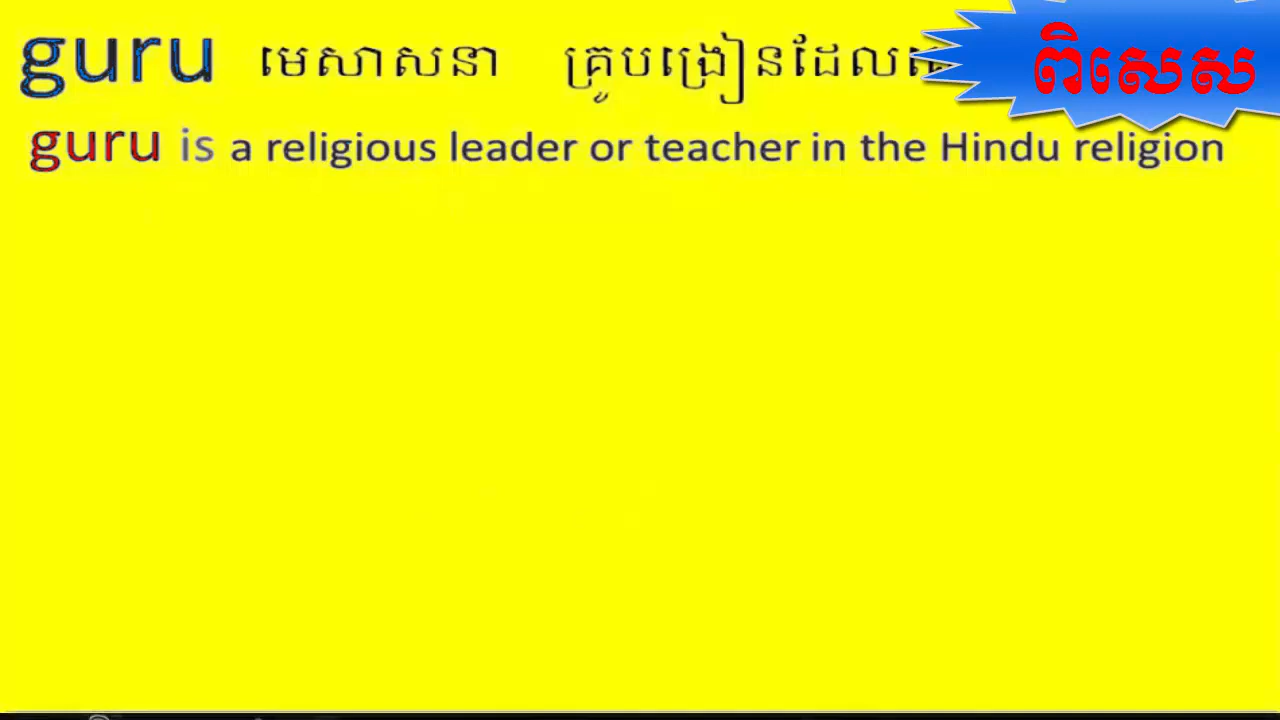 guru មេសាសនា គ្រូបង្រៀនដែល
ពិសេស
guru is a religious leader or teacher in the Hindu religion